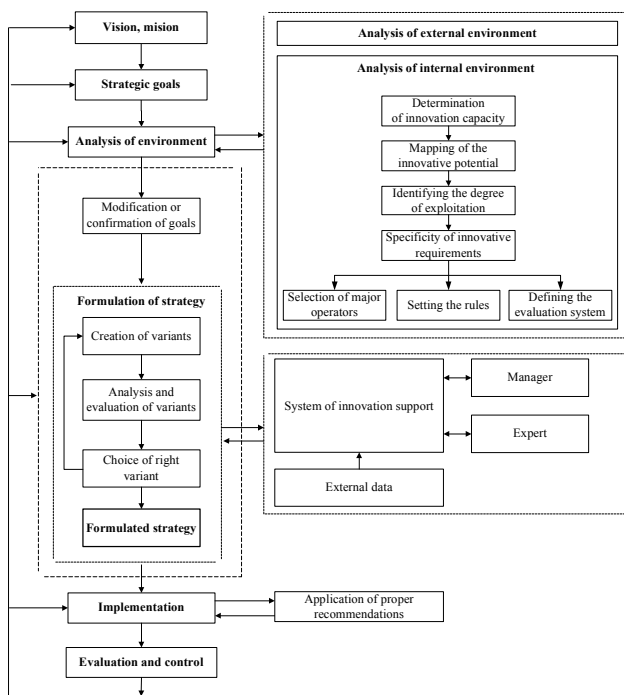 Vision, mision
Strategic goals
Analysis of environment
Modification or
confirmation of goals
Formulation of strategy
Creation of variants
Analysis and
evaluation of variants
Choice of right
variant
Formulated strategy
Implementation
Evaluation and control
Analysis of external environment
Analysis of internal environment
Determination
of innovation capacity
Mapping of the
innovative potential
Identifying the degree
of exploitation
Specificity of innovative
requirements
Selection of major
operators
Setting the rules
Defining the
evaluation system
System of innovation support
Manager
Expert
External data
Application of proper
recommendations